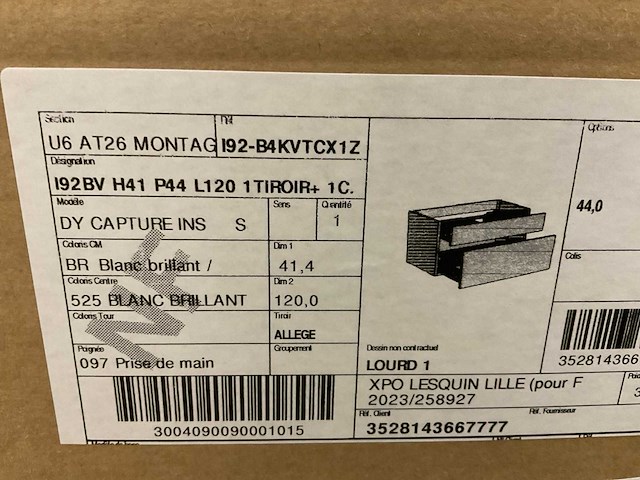 Section
U6 AT26 MONTAG
I92-B4KVTCX1Z
Options
Désignation
I92BV H41 P44 L120 1TIROIR+ 1C.
44,0
Modèle
DY CAPTURE INS S
Sens
Quantité
1
Coloris CM
BR Blanc brillant /
Dim 1
41,4
Colis
Coloris Centre
525 BLANC BRILLANT
Dim 2
120,0
Coloris Tour
Tiroir
ALLEGE
NF
Poignée
097 Prise de main
Groupement
Dessin non contractuel
LOURD 1
352814366
3004090090001015
XPO LESQUIN LILLE (pour F
2023/258927
Réf. Client
3528143667777
Réf. Fournisseur